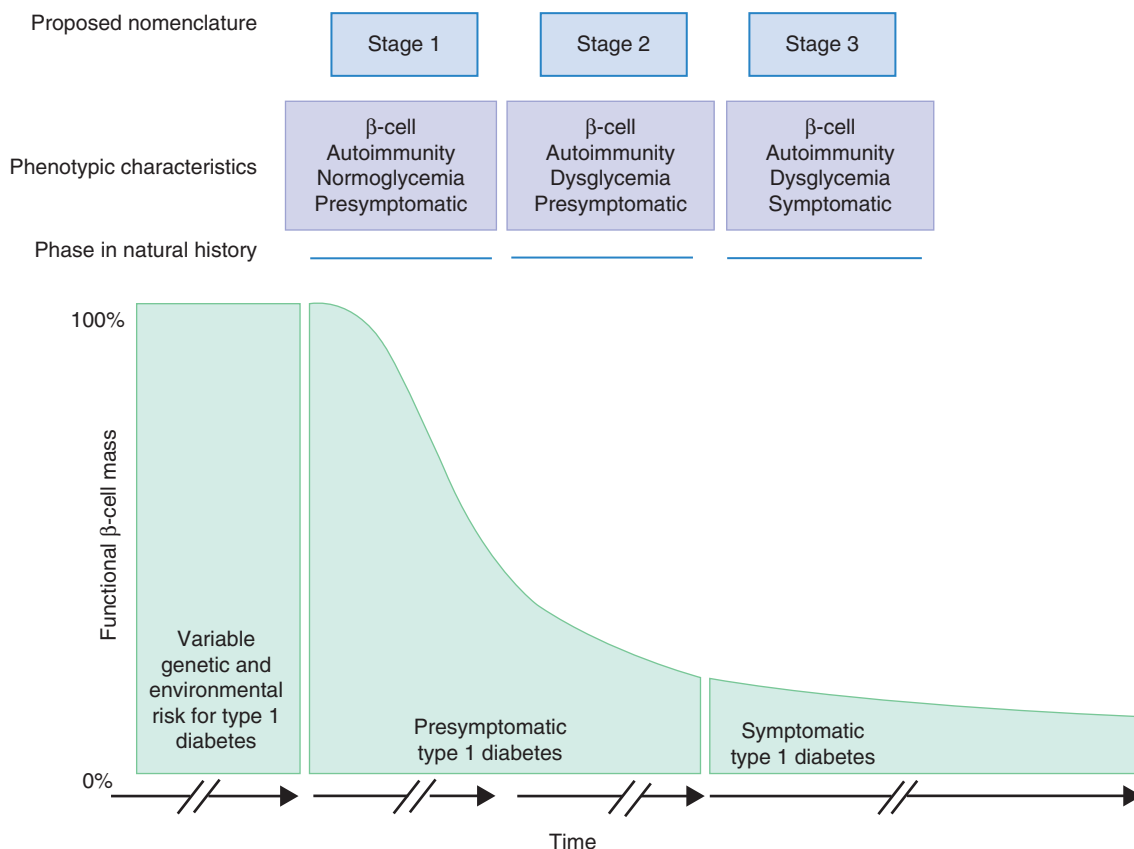 Proposed nomenclature
Stage 1
Stage 2
Stage 3
Phenotypic characteristics
β-cell
Autoimmunity
Normoglycemia
Presymptomatic
β-cell
Autoimmunity
Dysglycemia
Presymptomatic
β-cell
Autoimmunity
Dysglycemia
Symptomatic
Phase in natural history
100%
Functional β-cell mass
0%
Variable
genetic and
environmental
risk for type 1
diabetes
Presymptomatic
type 1 diabetes
Symptomatic
type 1 diabetes
Time